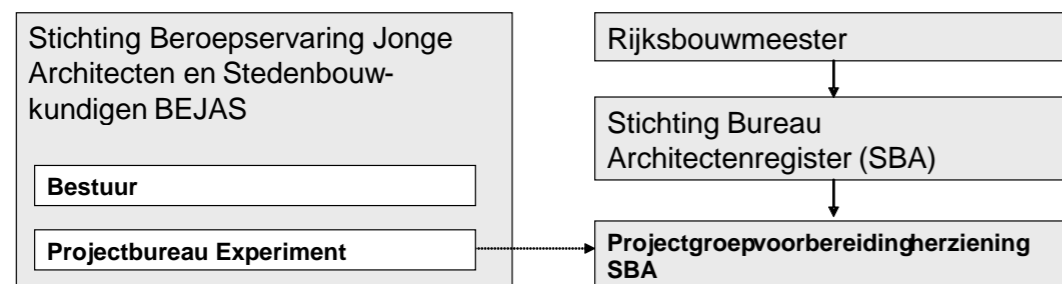 Stichting Beroepservaring Jonge
Architecten en Stedenbouw-
kundigen BEJAS
Bestuur
Projectbureau Experiment
Rijksbouwmeester
Stichting Bureau
Architectenregister (SBA)
Projectgroepvoorbereidingherziening
SBA